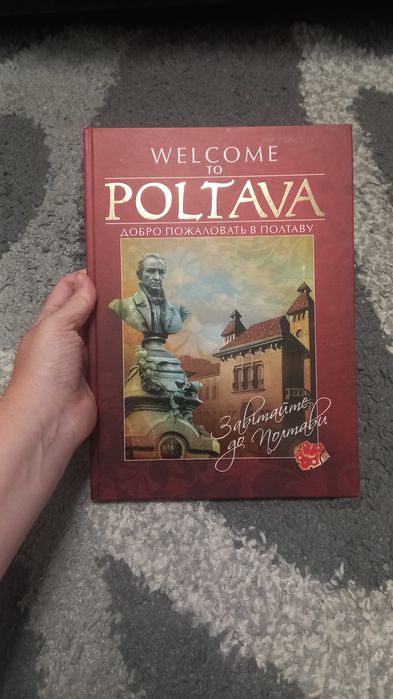 WELCOME
TO
POLTAVA
ДОБРО ПОЖАЛОВАТЬ В ПОЛТАВУ
Завітайте
до Полтави